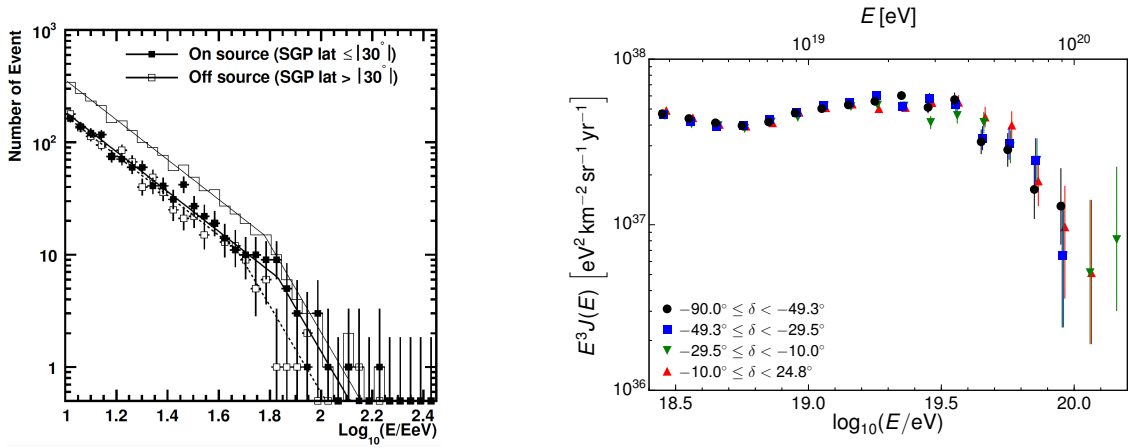 Number of Event
10³
10²
10
1
On source (SGP lat ≤ |30°|)
Off source (SGP lat > |30°|)
1 1.2 1.4 1.6 1.8 2 2.2 2.4
Log₁₀(E/EeV)
E [eV]
10¹⁹ 10²⁰
E³J(E) [eV² km⁻² sr⁻¹ yr⁻¹]
10³⁸
10³⁷
10³⁶
−90.0° ≤ δ < −49.3°
−49.3° ≤ δ < −29.5°
−29.5° ≤ δ < −10.0°
−10.0° ≤ δ < 24.8°
18.5 19.0 19.5 20.0
log₁₀(E/eV)